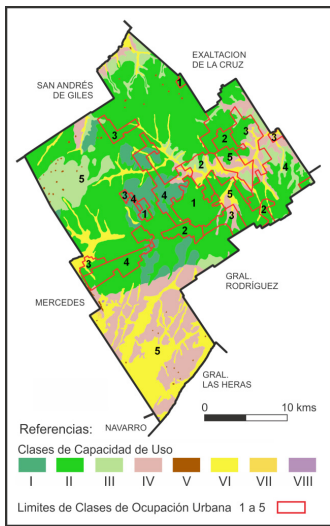 EXALTACION
DE LA CRUZ
SAN ANDRÉS
DE GILES
1
3
2
3
3
5
5
2
4
3
4
4
1
1
5
3
2
2
3
4
GRAL.
RODRÍGUEZ
MERCEDES
5
GRAL.
LAS HERAS
NAVARRO
0 10 kms
Referencias:
Clases de Capacidad de Uso
I II III IV V VI VII VIII
Limites de Clases de Ocupación Urbana 1 a 5